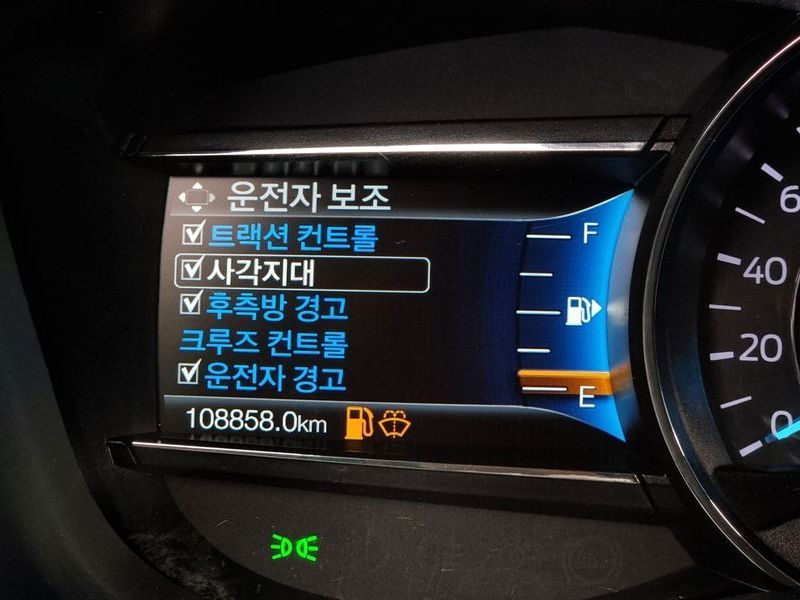 운전자 보조
트랙션 컨트롤
사각지대
후측방 경고
크루즈 컨트롤
운전자 경고
108858.0km
F
E
6
40
20
0